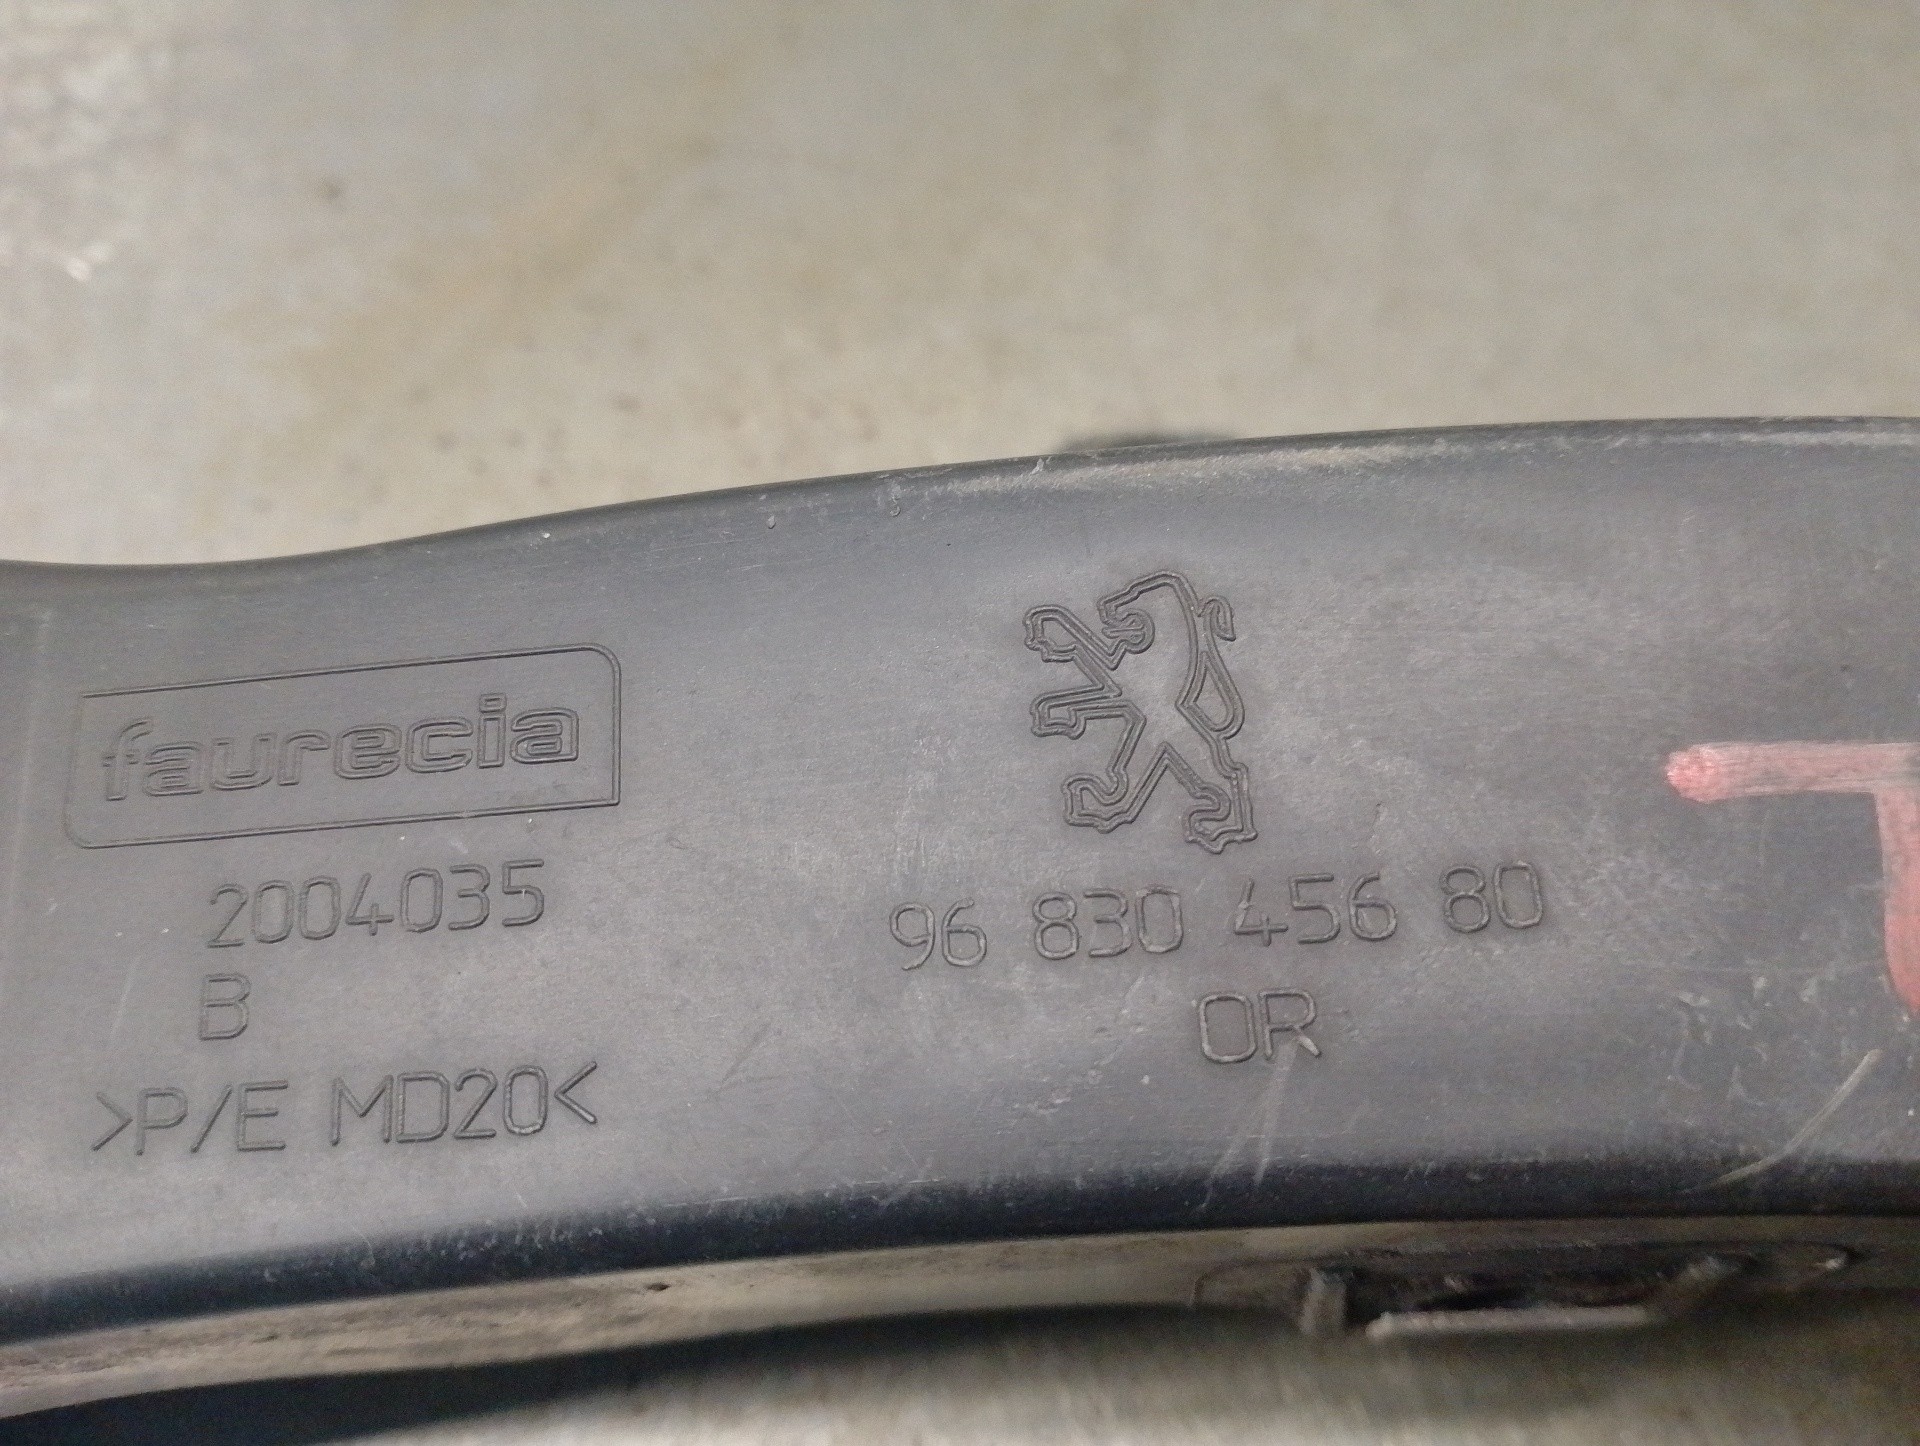 faurecia
2004035
B
>P/E MD20<
96 830 456 80
OR